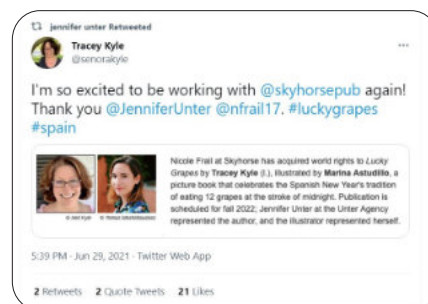 jennifer unter Retweeted
Tracey Kyle
@senorakyle
I'm so excited to be working with @skyhorsepub again!
Thank you @JenniferUnter @nfrail17. #luckygrapes
#spain
Nicole Frail at Skyhorse has acquired world rights to Lucky
Grapes by Tracey Kyle (l.), illustrated by Marina Astudillo, a
picture book that celebrates the Spanish New Year's tradition
of eating 12 grapes at the stroke of midnight. Publication is
scheduled for fall 2022; Jennifer Unter at the Unter Agency
represented the author, and the illustrator represented herself.
5:39 PM · Jun 29, 2021 · Twitter Web App
2 Retweets 2 Quote Tweets 21 Likes